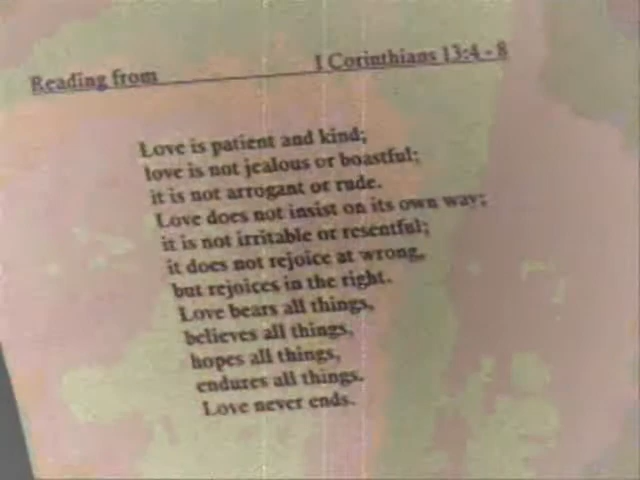 Reading from I Corinthians 13:4 - 8
Love is patient and kind;
love is not jealous or boastful;
it is not arrogant or rude.
Love does not insist on its own way;
it is not irritable or resentful;
it does not rejoice at wrong,
but rejoices in the right.
Love bears all things,
believes all things,
hopes all things,
endures all things.
Love never ends.